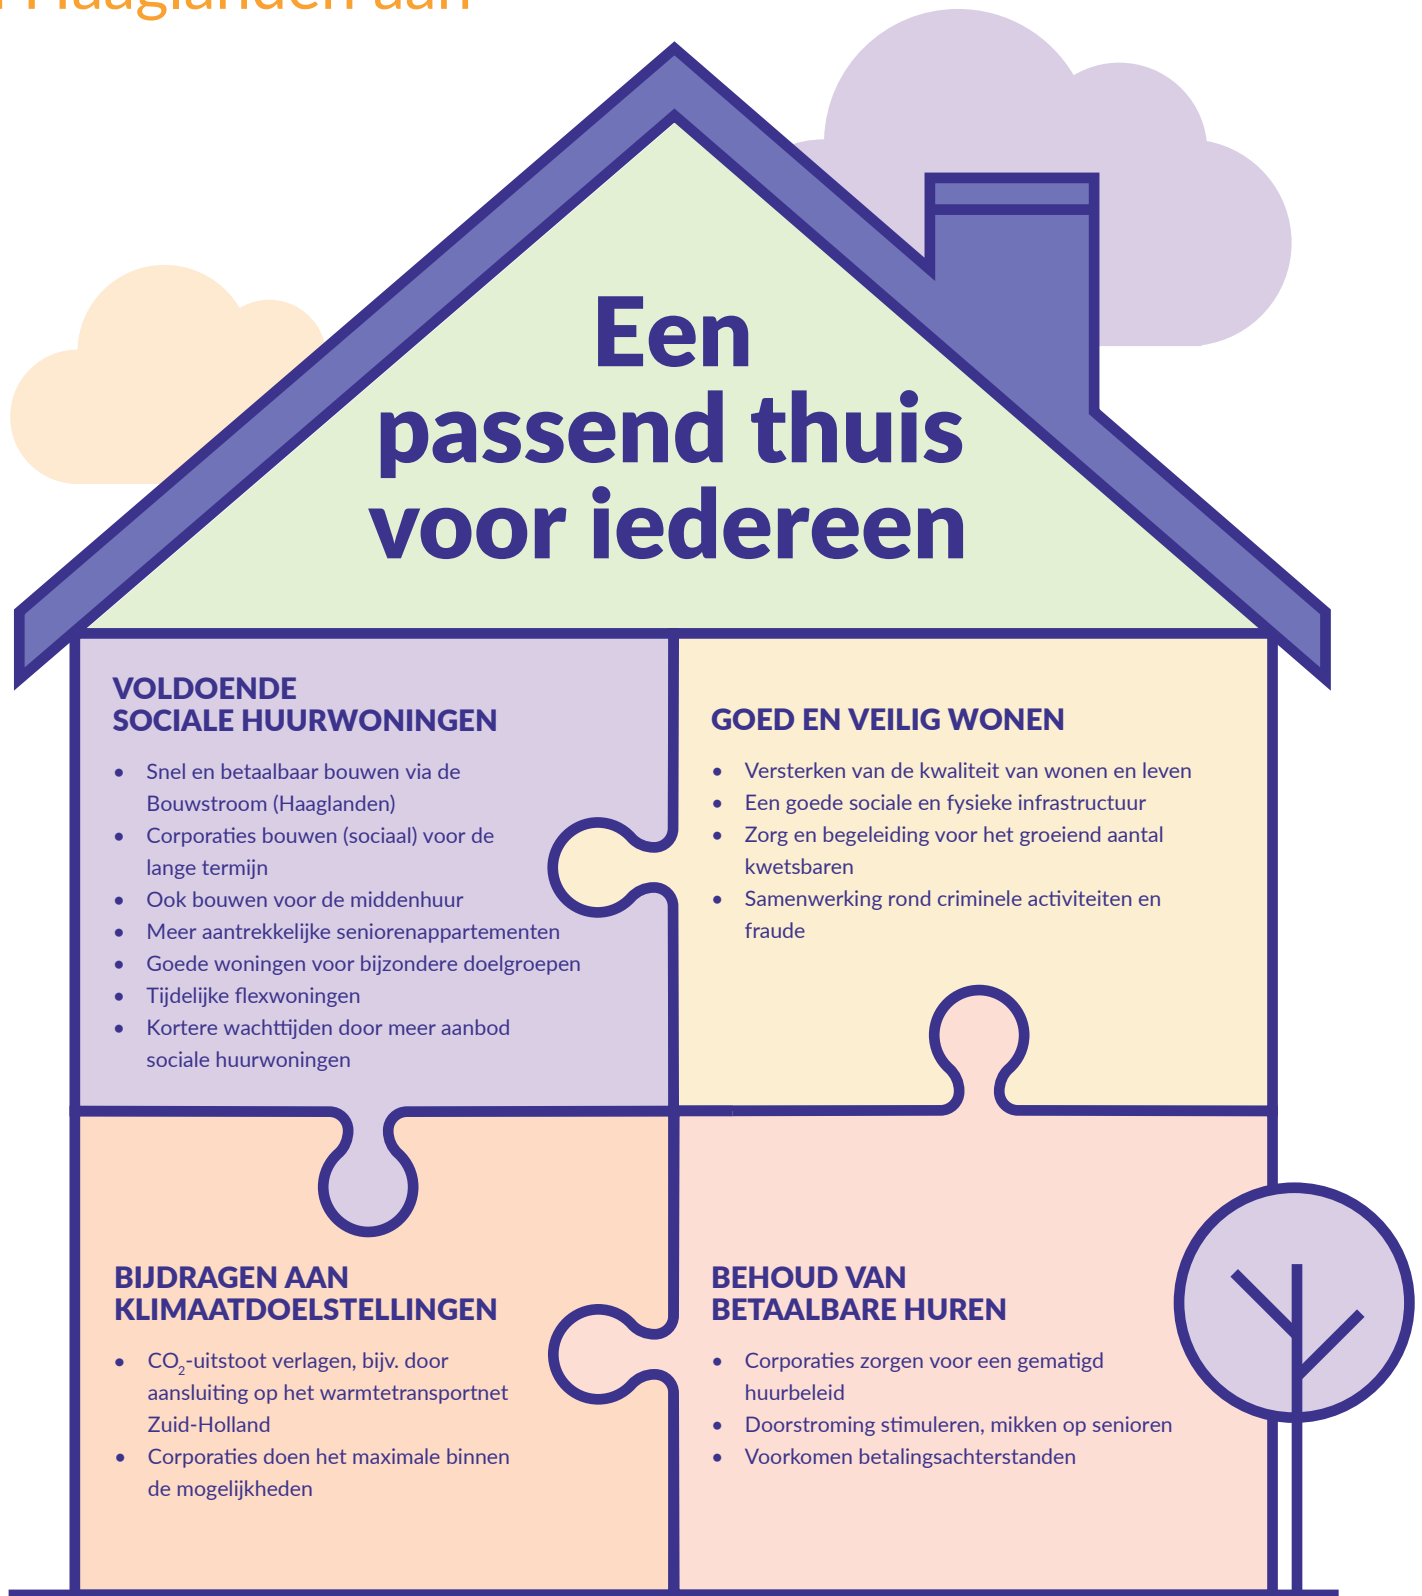 Haaglanden aan
Een
passend thuis
voor iedereen
VOLDOENDE
SOCIALE HUURWONINGEN
• Snel en betaalbaar bouwen via de
Bouwstroom (Haaglanden)
• Corporaties bouwen (sociaal) voor de
lange termijn
• Ook bouwen voor de middenhuur
• Meer aantrekkelijke seniorenappartementen
• Goede woningen voor bijzondere doelgroepen
• Tijdelijke flexwoningen
• Kortere wachttijden door meer aanbod
sociale huurwoningen
GOED EN VEILIG WONEN
• Versterken van de kwaliteit van wonen en leven
• Een goede sociale en fysieke infrastructuur
• Zorg en begeleiding voor het groeiend aantal
kwetsbaren
• Samenwerking rond criminele activiteiten en
fraude
BIJDRAGEN AAN
KLIMAATDOELSTELLINGEN
• CO₂-uitstoot verlagen, bijv. door
aansluiting op het warmtetransportnet
Zuid-Holland
• Corporaties doen het maximale binnen
de mogelijkheden
BEHOUD VAN
BETAALBARE HUREN
• Corporaties zorgen voor een gematigd
huurbeleid
• Doorstroming stimuleren, mikken op senioren
• Voorkomen betalingsachterstanden